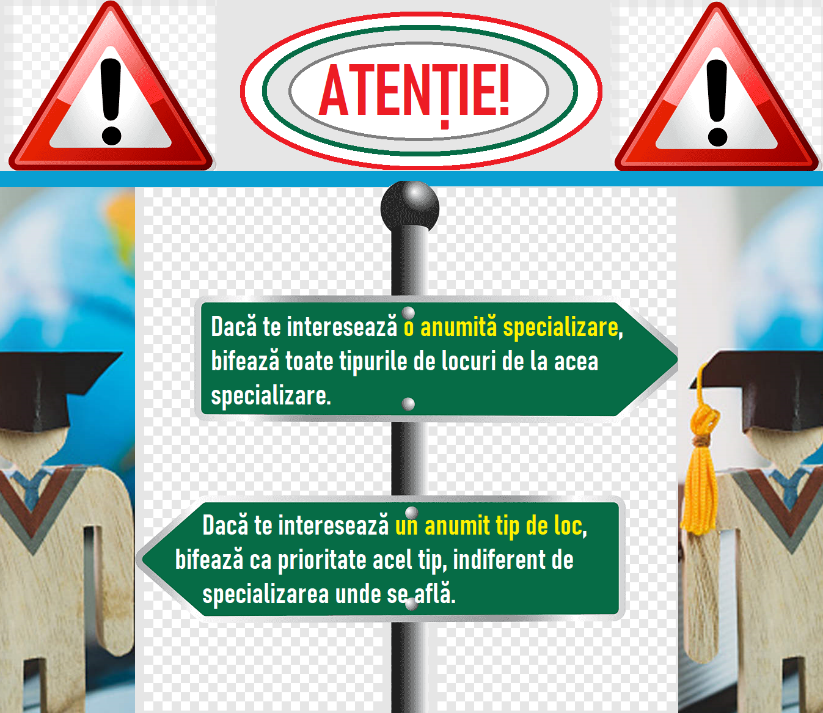 ATENȚIE!
Dacă te interesează o anumită specializare,
bifează toate tipurile de locuri de la acea
specializare.
Dacă te interesează un anumit tip de loc,
bifează ca prioritate acel tip, indiferent de
specializarea unde se află.